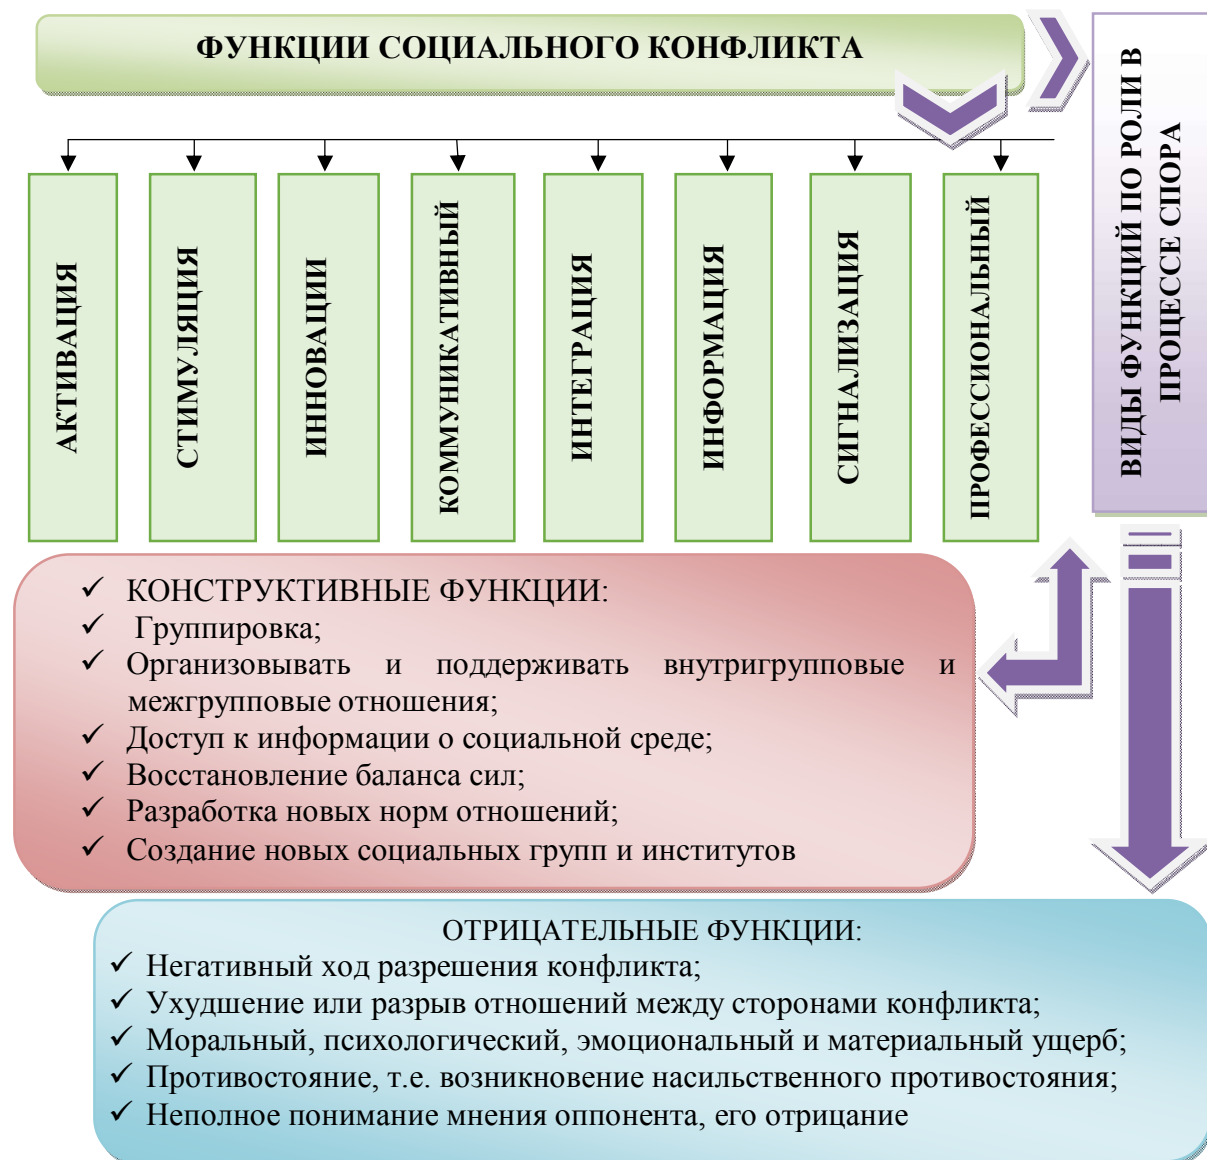 ФУНКЦИИ СОЦИАЛЬНОГО КОНФЛИКТА
ВИДЫ ФУНКЦИЙ ПО РОЛИ В
ПРОЦЕССЕ СПОРА
АКТИВАЦИЯ
СТИМУЛЯЦИЯ
ИННОВАЦИИ
КОММУНИКАТИВНЫЙ
ИНТЕГРАЦИЯ
ИНФОРМАЦИЯ
СИГНАЛИЗАЦИЯ
ПРОФЕССИОНАЛЬНЫЙ
✓ КОНСТРУКТИВНЫЕ ФУНКЦИИ:
✓ Группировка;
✓ Организовывать и поддерживать внутригрупповые и
межгрупповые отношения;
✓ Доступ к информации о социальной среде;
✓ Восстановление баланса сил;
✓ Разработка новых норм отношений;
✓ Создание новых социальных групп и институтов
ОТРИЦАТЕЛЬНЫЕ ФУНКЦИИ:
✓ Негативный ход разрешения конфликта;
✓ Ухудшение или разрыв отношений между сторонами конфликта;
✓ Моральный, психологический, эмоциональный и материальный ущерб;
✓ Противостояние, т.е. возникновение насильственного противостояния;
✓ Неполное понимание мнения оппонента, его отрицание